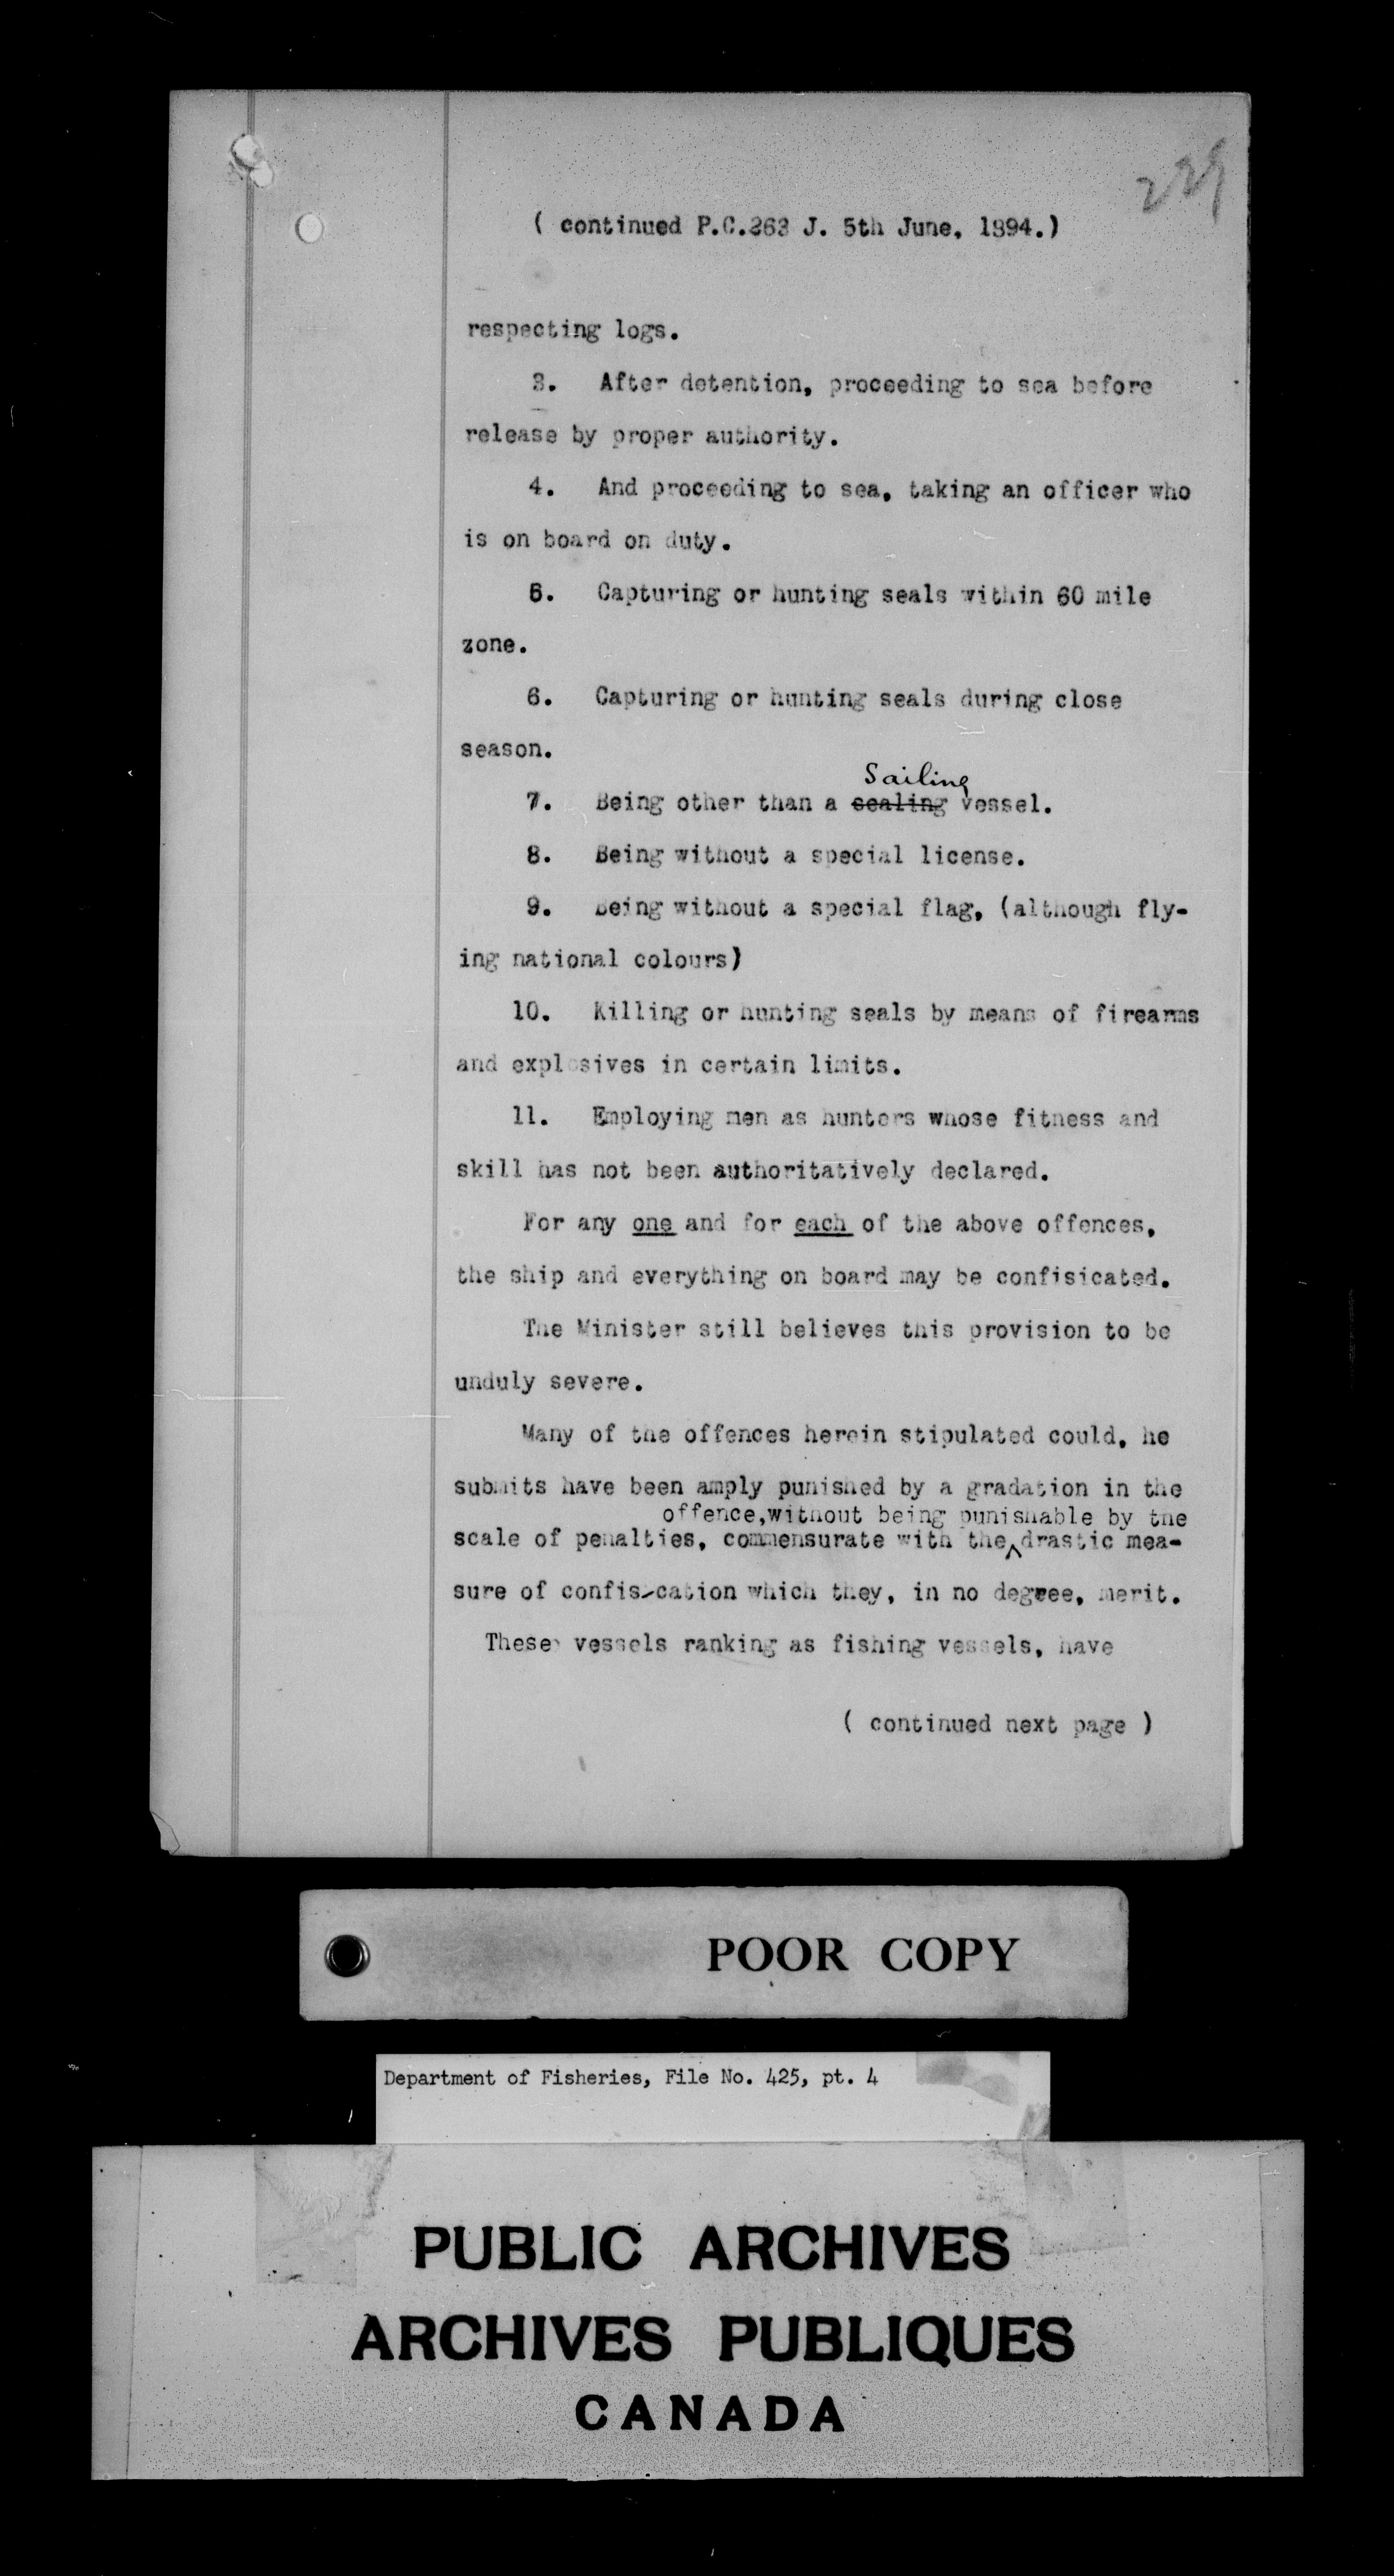 229
( continued P.C.263 J. 5th June, 1894.)
respecting logs.
3. After detention, proceeding to sea before
release by proper authority.
4. And proceeding to sea, taking an officer who
is on board on duty.
5. Capturing or hunting seals within 60 mile
zone.
6. Capturing or hunting seals during close
season.
Sailing
7. Being other than a sealing vessel.
8. Being without a special license.
9. Being without a special flag, (although fly-
ing national colours)
10. Killing or hunting seals by means of firearms
and explosives in certain limits.
11. Employing men as hunters whose fitness and
skill has not been authoritatively declared.
For any one and for each of the above offences,
the ship and everything on board may be confisicated.
The Minister still believes this provision to be
unduly severe.
Many of the offences herein stipulated could, he
submits have been amply punished by a gradation in the
offence,without being punishable by the
scale of penalties, commensurate with the drastic mea-
sure of confis-cation which they, in no degree, merit.
These vessels ranking as fishing vessels, have
( continued next page )
POOR COPY
Department of Fisheries, File No. 425, pt. 4
PUBLIC ARCHIVES
ARCHIVES PUBLIQUES
CANADA